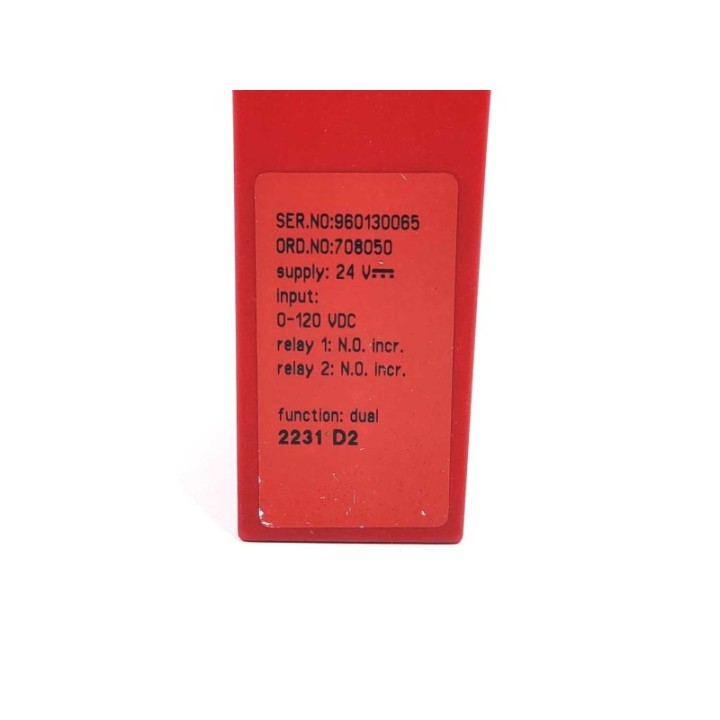 SER.NO:960130065
ORD.NO:708050
supply: 24 V⎓
input:
0-120 VDC
relay 1: N.O. incr.
relay 2: N.O. incr.
function: dual
2231 D2